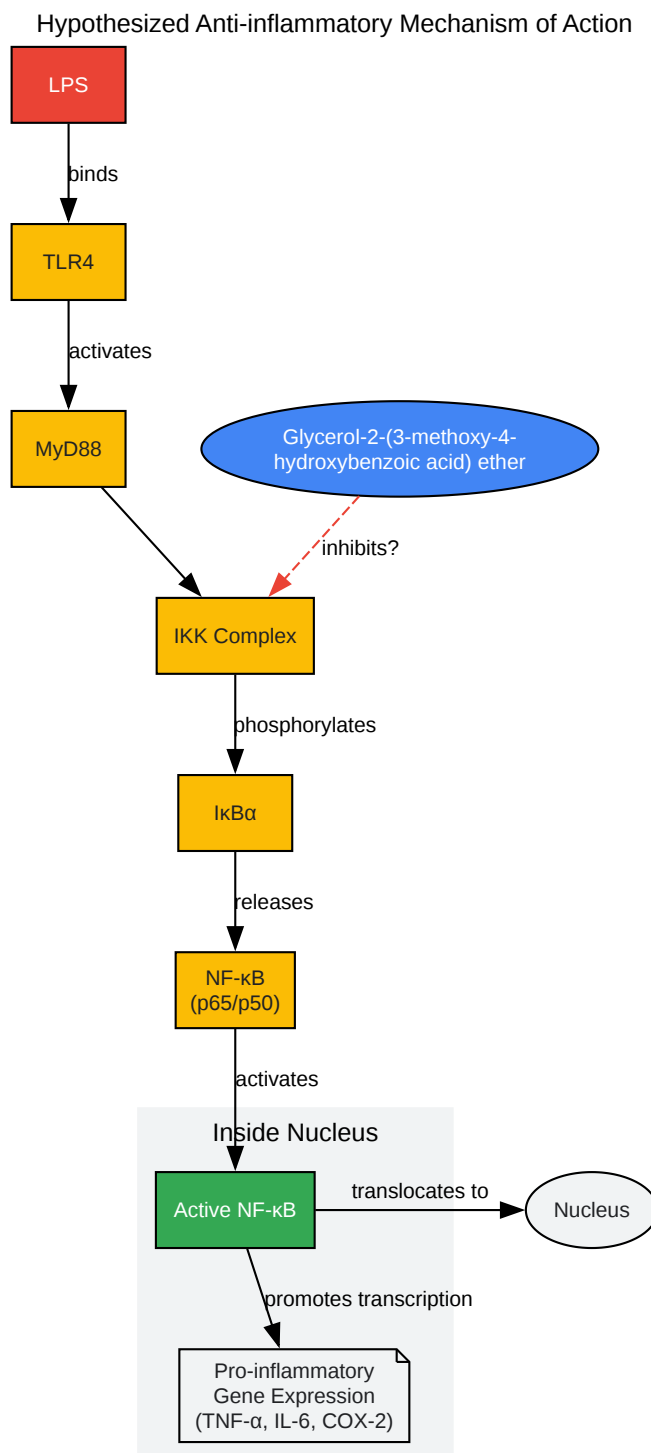 Hypothesized Anti-inflammatory Mechanism of Action
LPS
binds
TLR4
activates
MyD88
Glycerol-2-(3-methoxy-4-
hydroxybenzoic acid) ether
inhibits?
IKK Complex
phosphorylates
IκBα
releases
NF-κB
(p65/p50)
activates
Inside Nucleus
Active NF-κB
translocates to
Nucleus
promotes transcription
Pro-inflammatory
Gene Expression
(TNF-α, IL-6, COX-2)